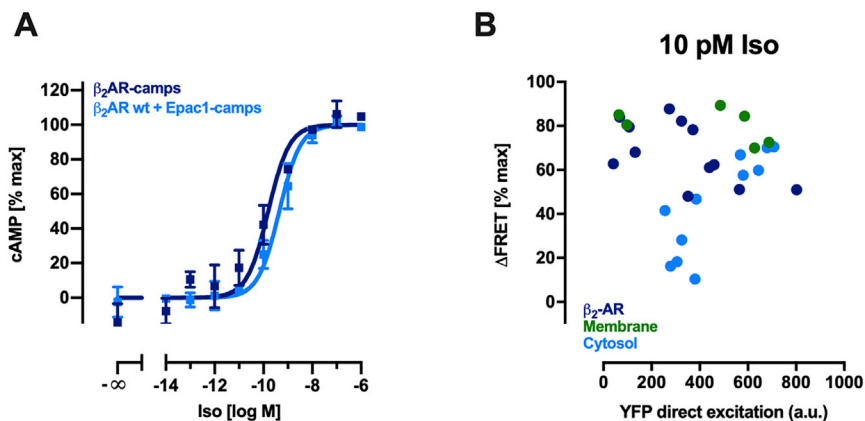 A
β2AR-camps
β2AR wt + Epac1-camps
cAMP [% max]
120
100
80
60
40
20
0
-∞
-14
-12
-10
-8
-6
Iso [log M]
B
10 pM Iso
ΔFRET [% max]
100
80
60
40
20
0
β2-AR
Membrane
Cytosol
0
200
400
600
800
1000
YFP direct excitation (a.u.)